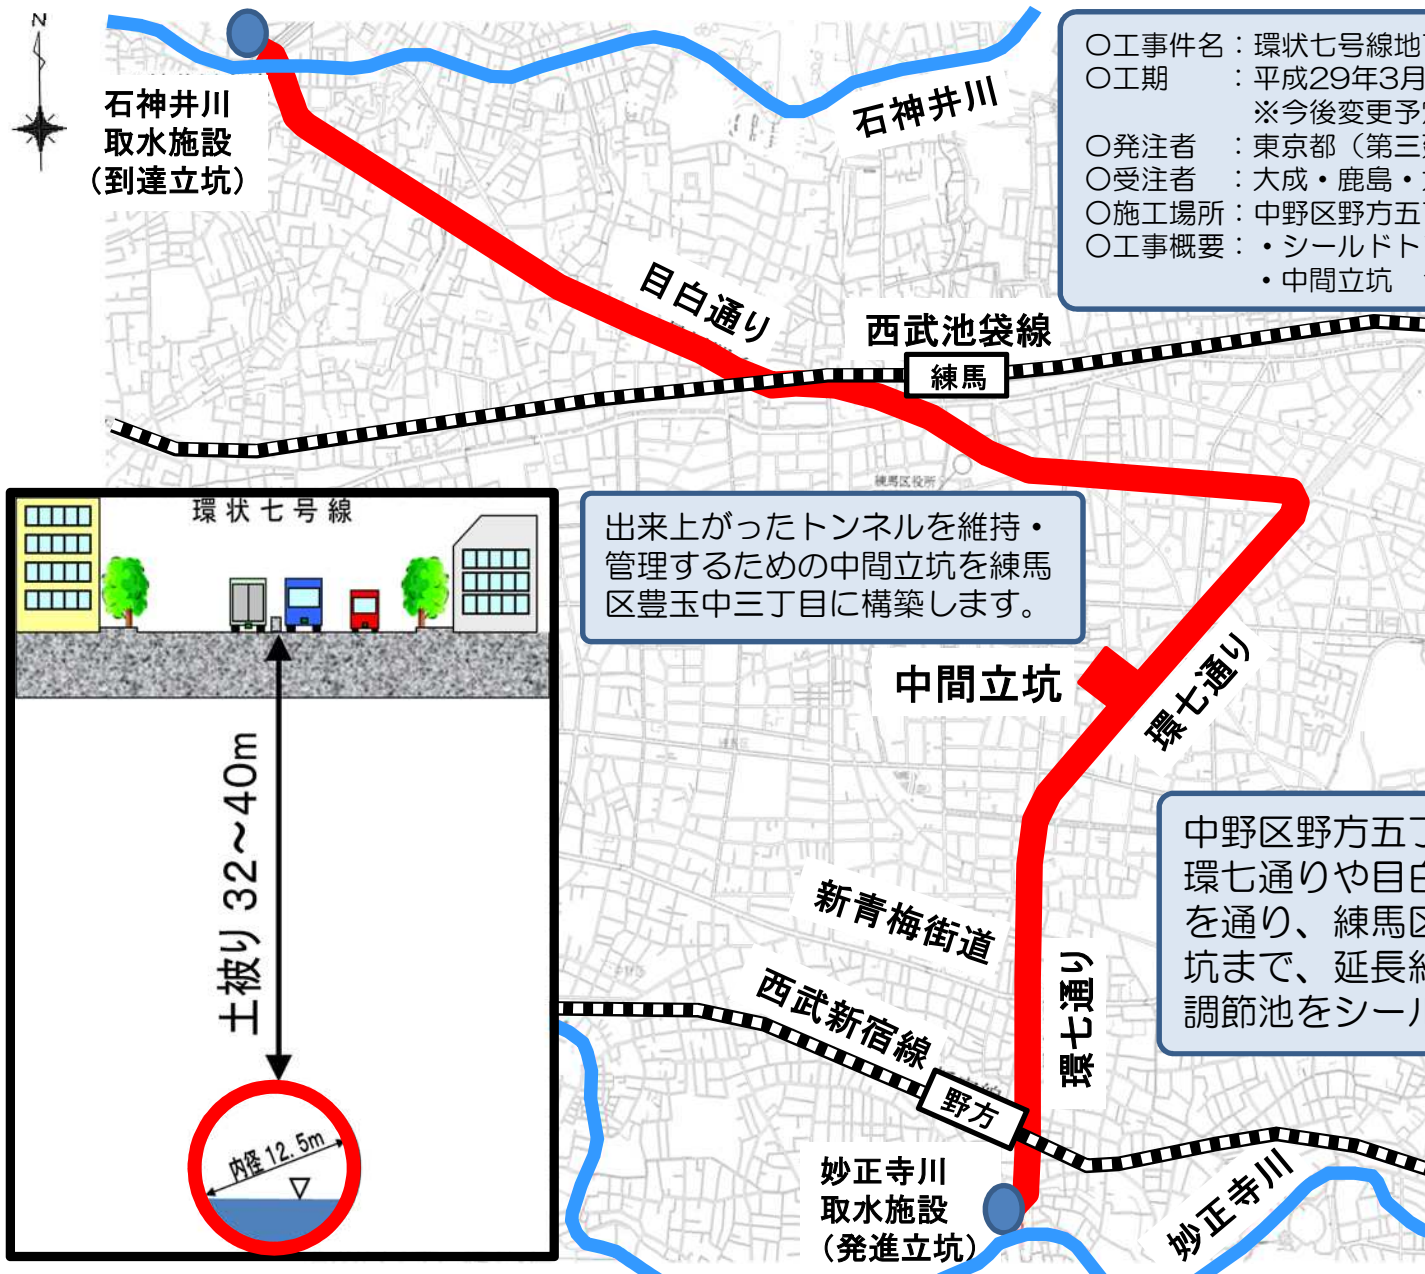 N
石神井川
取水施設
（到達立坑）
石神井川
〇工事件名：環状七号線地
〇工期　　：平成29年3月
※今後変更予
〇発注者　：東京都（第三
〇受注者　：大成・鹿島・
〇施工場所：中野区野方五
〇工事概要：・シールドト
・中間立坑
目白通り
西武池袋線
練馬
練馬区役所
環状七号線
出来上がったトンネルを維持・
管理するための中間立坑を練馬
区豊玉中三丁目に構築します。
中間立坑
環七通り
土被り 32～40m
内径12.5m
中野区野方五丁
環七通りや目白
を通り、練馬区
坑まで、延長約
調節池をシール
新青梅街道
西武新宿線
環七通り
野方
妙正寺川
取水施設
（発進立坑）
妙正寺川